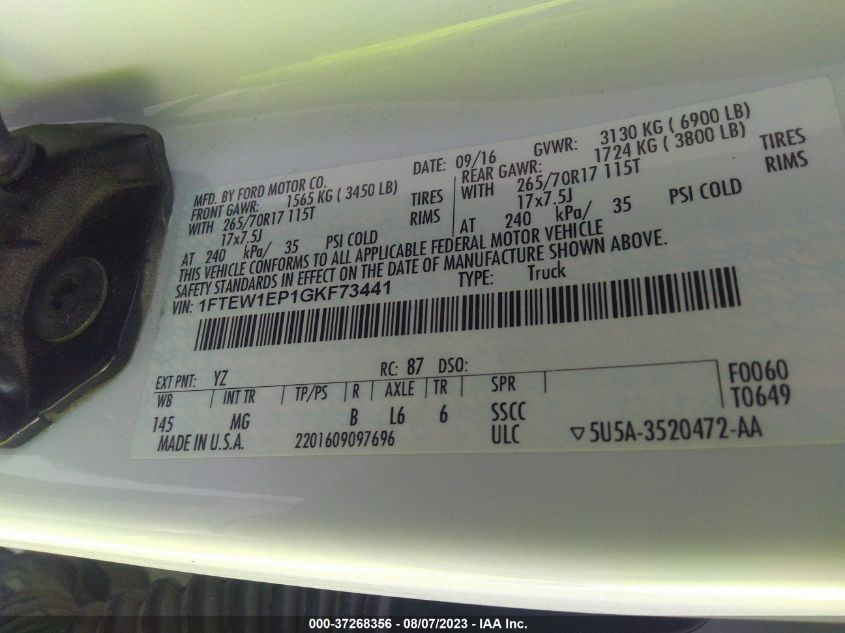 MFD. BY FORD MOTOR CO. DATE: 09/16 GVWR: 3130 KG ( 6900 LB)
FRONT GAWR: 1565 KG ( 3450 LB) REAR GAWR: 1724 KG ( 3800 LB)
WITH 265/70R17 115T TIRES WITH 265/70R17 115T TIRES
17x7.5J RIMS 17x7.5J RIMS
AT 240 kPa/ 35 PSI COLD AT 240 kPa/ 35 PSI COLD
THIS VEHICLE CONFORMS TO ALL APPLICABLE FEDERAL MOTOR VEHICLE
SAFETY STANDARDS IN EFFECT ON THE DATE OF MANUFACTURE SHOWN ABOVE.
VIN: 1FTEW1EP1GKF73441 TYPE: Truck
EXT PNT: YZ RC: 87 DSO: F0060
WB INT TR TP/PS R AXLE TR SPR T0649
145 MG B L6 6 SSCC
MADE IN U.S.A. 2201609097696 ULC ▽5U5A-3520472-AA
000-37268356 - 08/07/2023 - IAA Inc.